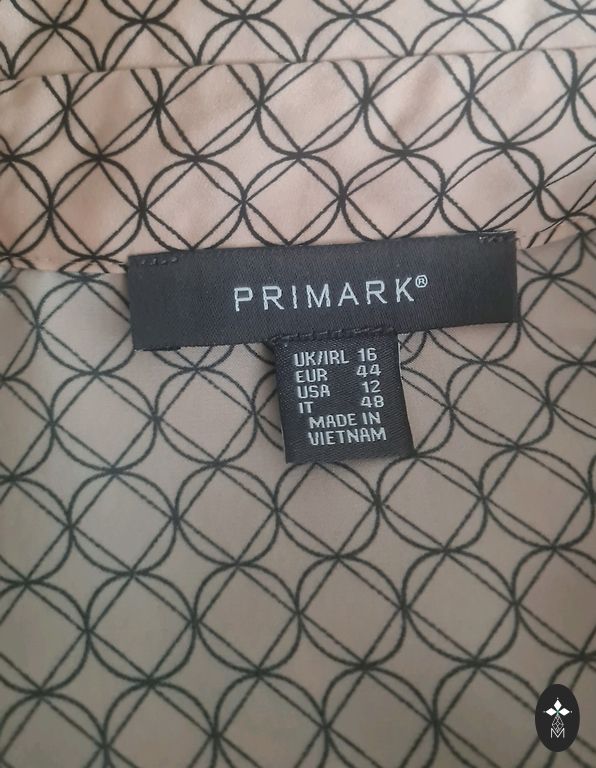 PRIMARK®
UK/IRL 16
EUR 44
USA 12
IT 48
MADE IN
VIETNAM
M